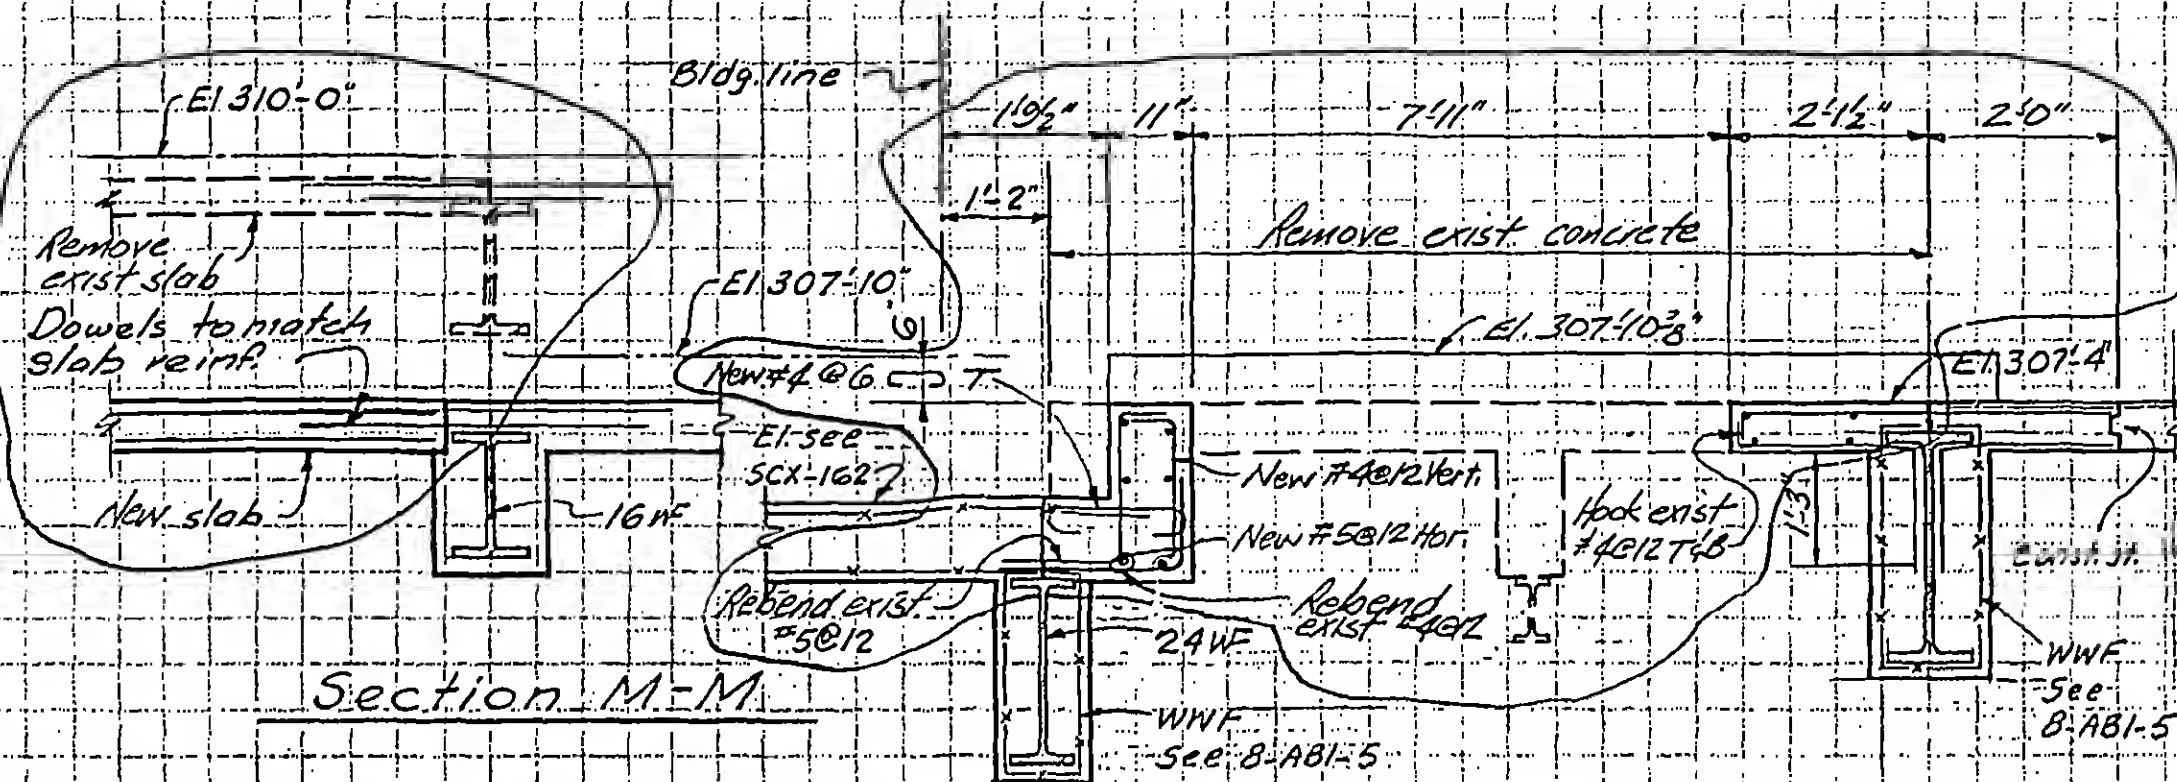 Bldg. line
El 310'-0"
1'-9½"
11"
7'-11"
2'-1½"
2'-0"
1'-2"
Remove exist. concrete
Remove
exist slab
El 307'-10"
6"
Dowels to match
slab reinf.
El. 307'-10⅜"
El 307'-4"
New #4 @ 6
T
El. see
SCX-162
New #4@12 Vert.
New slab
16 WF
Hook exist
#4@12 T&B
1'-3"
New #5@12 Hor.
Const. Jt.
Rebend exist.
#5@12
Rebend
exist #4@12
24 WF
WWF
See
8-AB1-5
Section M-M
WWF
See 8-AB1-5